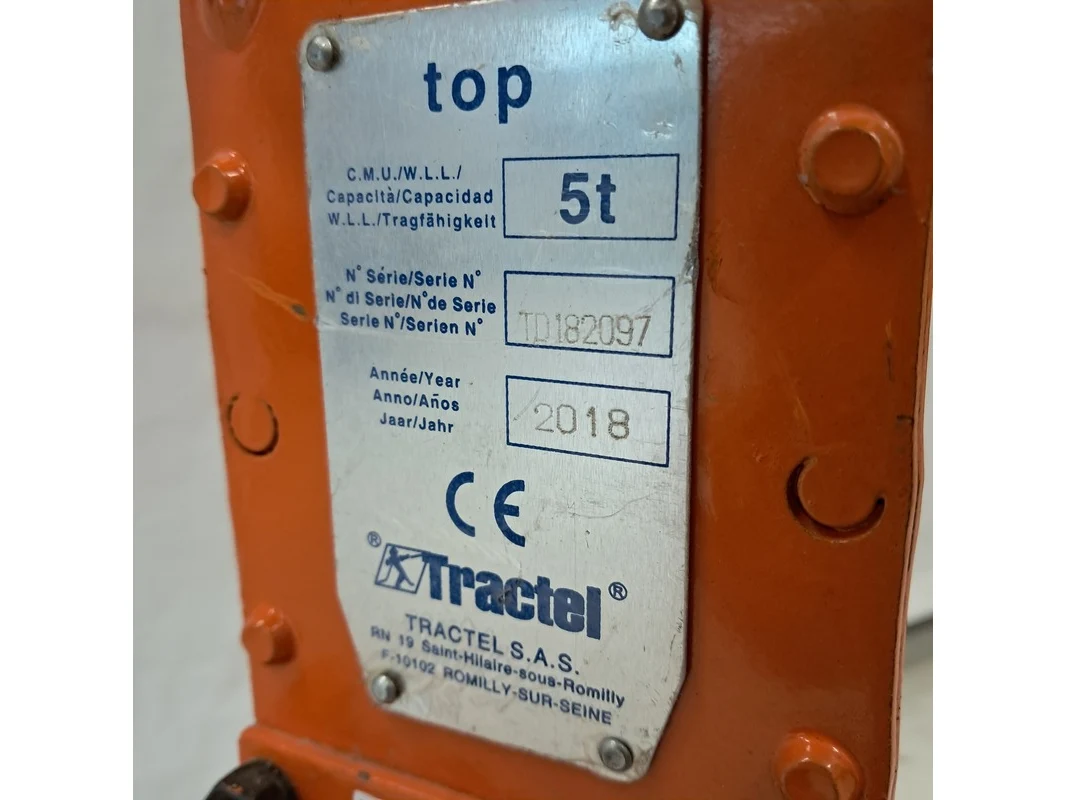 top
C.M.U./W.L.L./
Capacità/Capacidad
W.L.L./Tragfähigkeit
5t
N° Série/Serie N°
N° di Serie/N°de Serie
Serie N°/Serien N°
TD182097
Année/Year
Anno/Años
Jaar/Jahr
2018
CE
® Tractel ®
TRACTEL S.A.S.
RN 19 Saint-Hilaire-sous-Romilly
F-10102 ROMILLY-SUR-SEINE